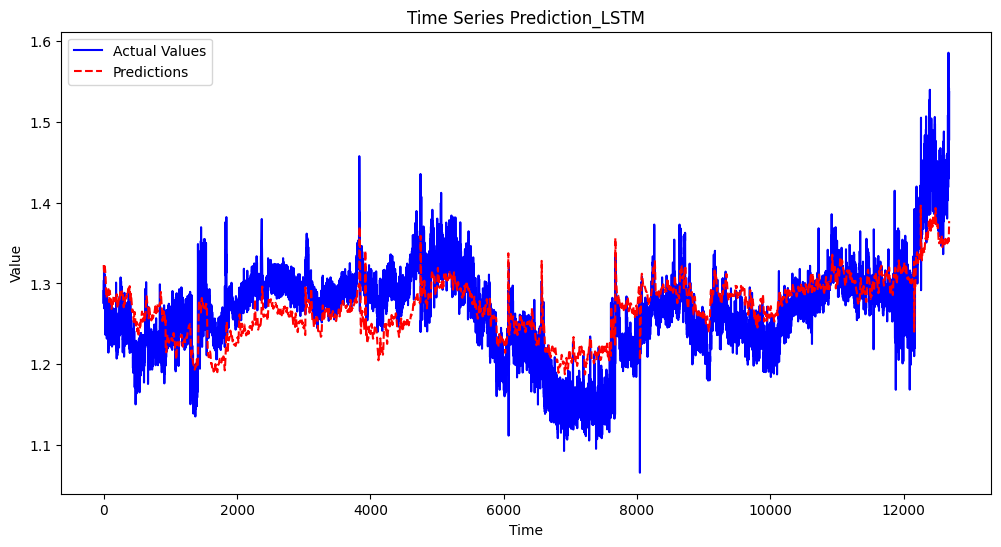 Time Series Prediction_LSTM
Actual Values
Predictions
Value
1.6
1.5
1.4
1.3
1.2
1.1
0 2000 4000 6000 8000 10000 12000
Time